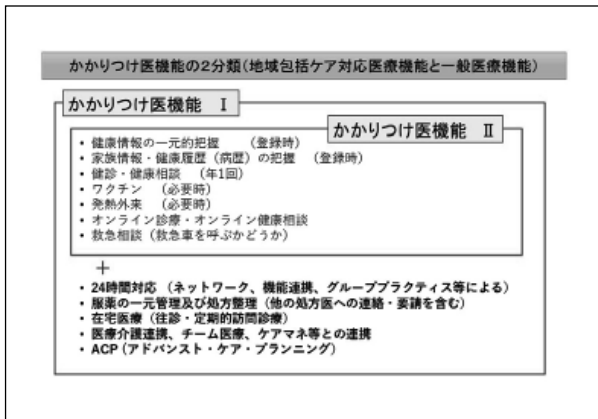 かかりつけ医機能の2分類(地域包括ケア対応医療機能と一般医療機能)
かかりつけ医機能 Ⅰ
かかりつけ医機能 Ⅱ
・ 健康情報の一元的把握 (登録時)
・ 家族情報・健康履歴(病歴)の把握 (登録時)
・ 健診・健康相談 (年1回)
・ ワクチン (必要時)
・ 発熱外来 (必要時)
・ オンライン診療・オンライン健康相談
・ 救急相談(救急車を呼ぶかどうか)
+
・ 24時間対応 (ネットワーク、機能連携、グループプラクティス等による)
・ 服薬の一元管理及び処方整理(他の処方医への連絡・要請を含む)
・ 在宅医療(往診・定期的訪問診療)
・ 医療介護連携、チーム医療、ケアマネ等との連携
・ ACP(アドバンスト・ケア・プランニング)